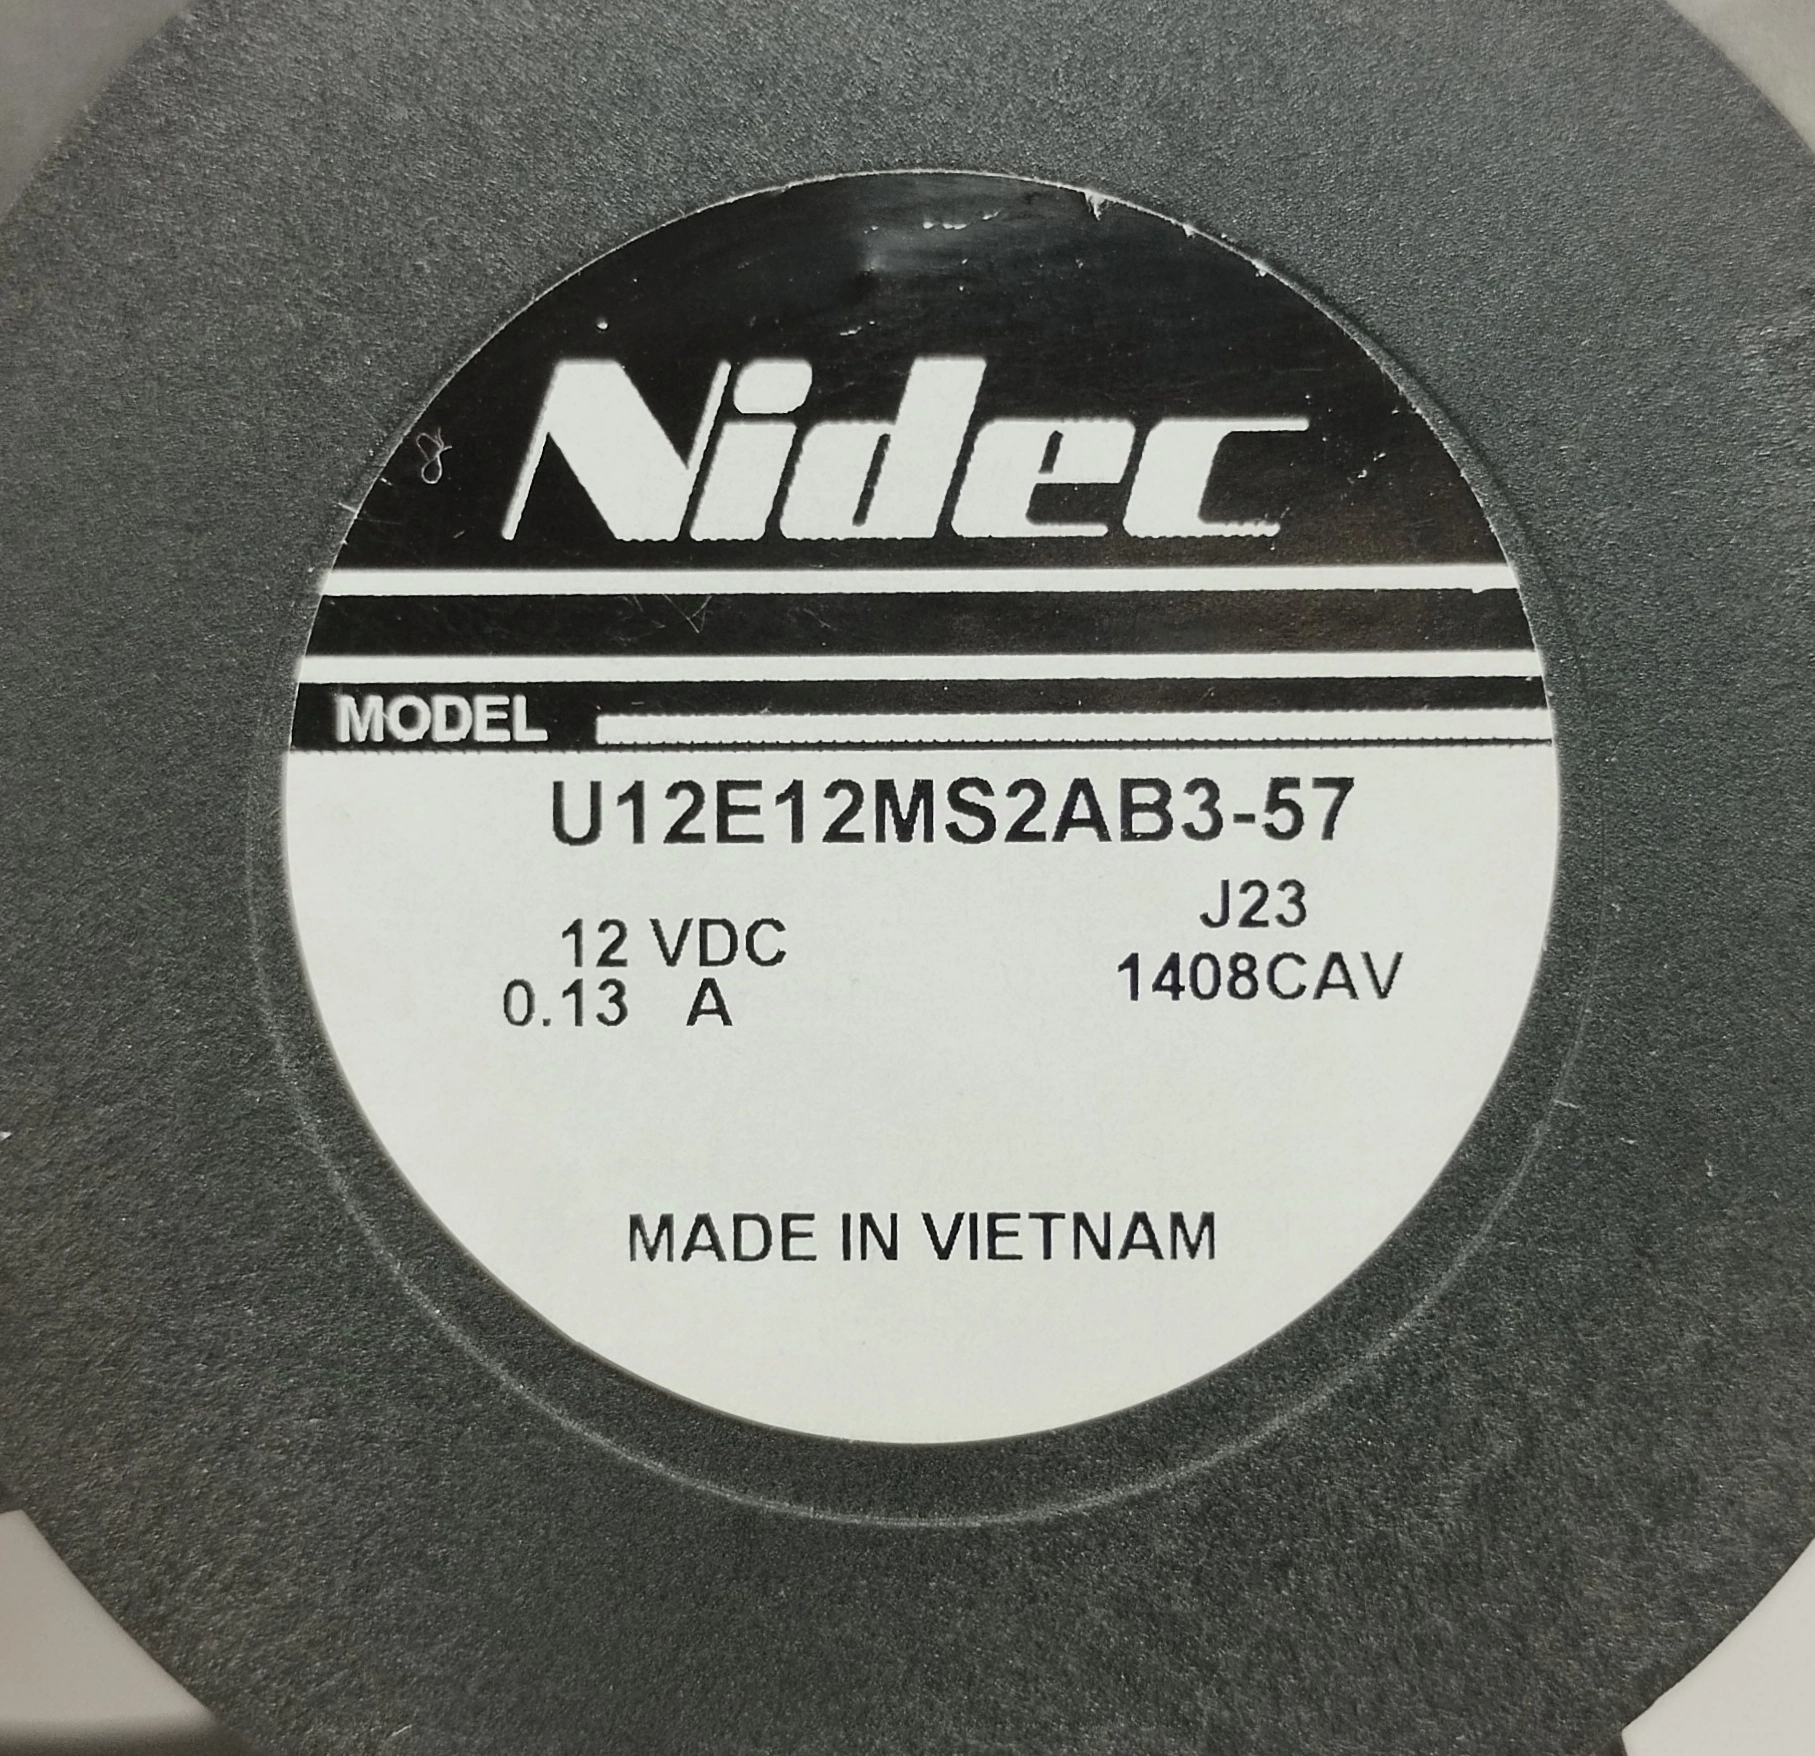 Nidec
MODEL
U12E12MS2AB3-57
J23
12 VDC
1408CAV
0.13 A
MADE IN VIETNAM